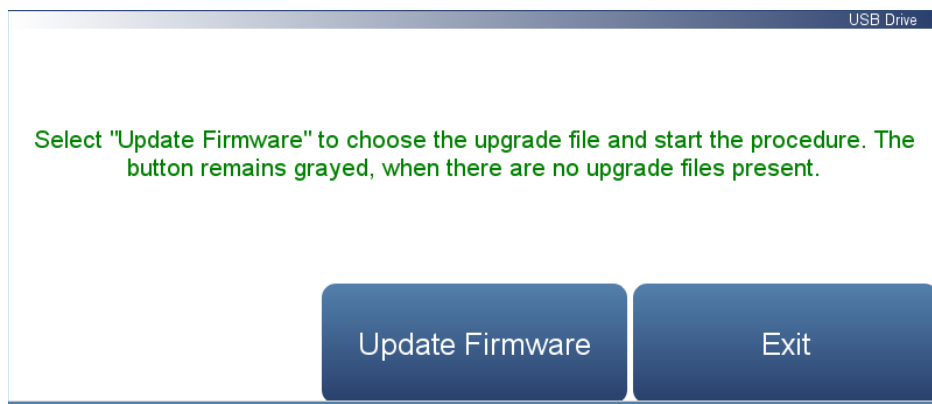 USB Drive
Select "Update Firmware" to choose the upgrade file and start the procedure. The
button remains grayed, when there are no upgrade files present.
Update Firmware
Exit